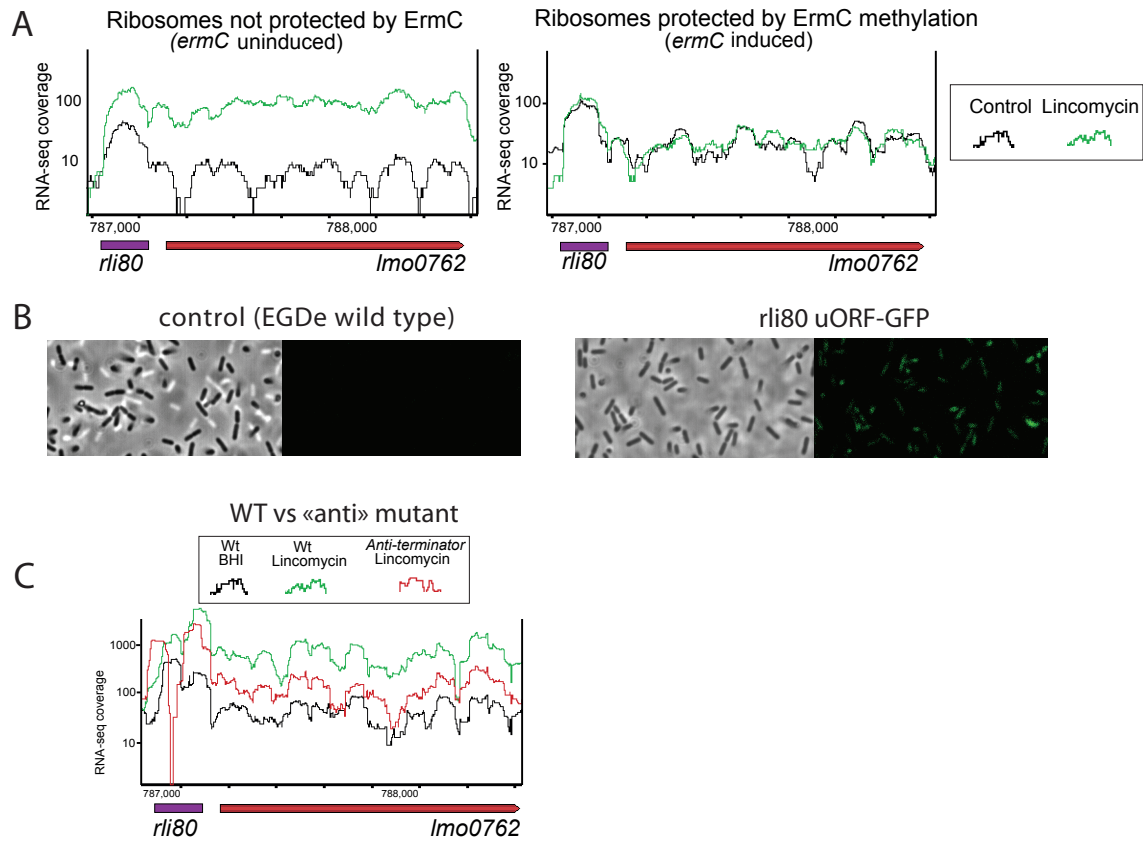 A
Ribosomes not protected by ErmC
(ermC uninduced)
RNA-seq coverage
100
10
787,000 788,000
rli80 lmo0762
Ribosomes protected by ErmC methylation
(ermC induced)
RNA-seq coverage
100
10
787,000 788,000
rli80 lmo0762
Control Lincomycin
B
control (EGDe wild type)
rli80 uORF-GFP
C
WT vs «anti» mutant
Wt Wt Anti-terminator
BHI Lincomycin Lincomycin
RNA-seq coverage
1000
100
10
787,000 788,000
rli80 lmo0762